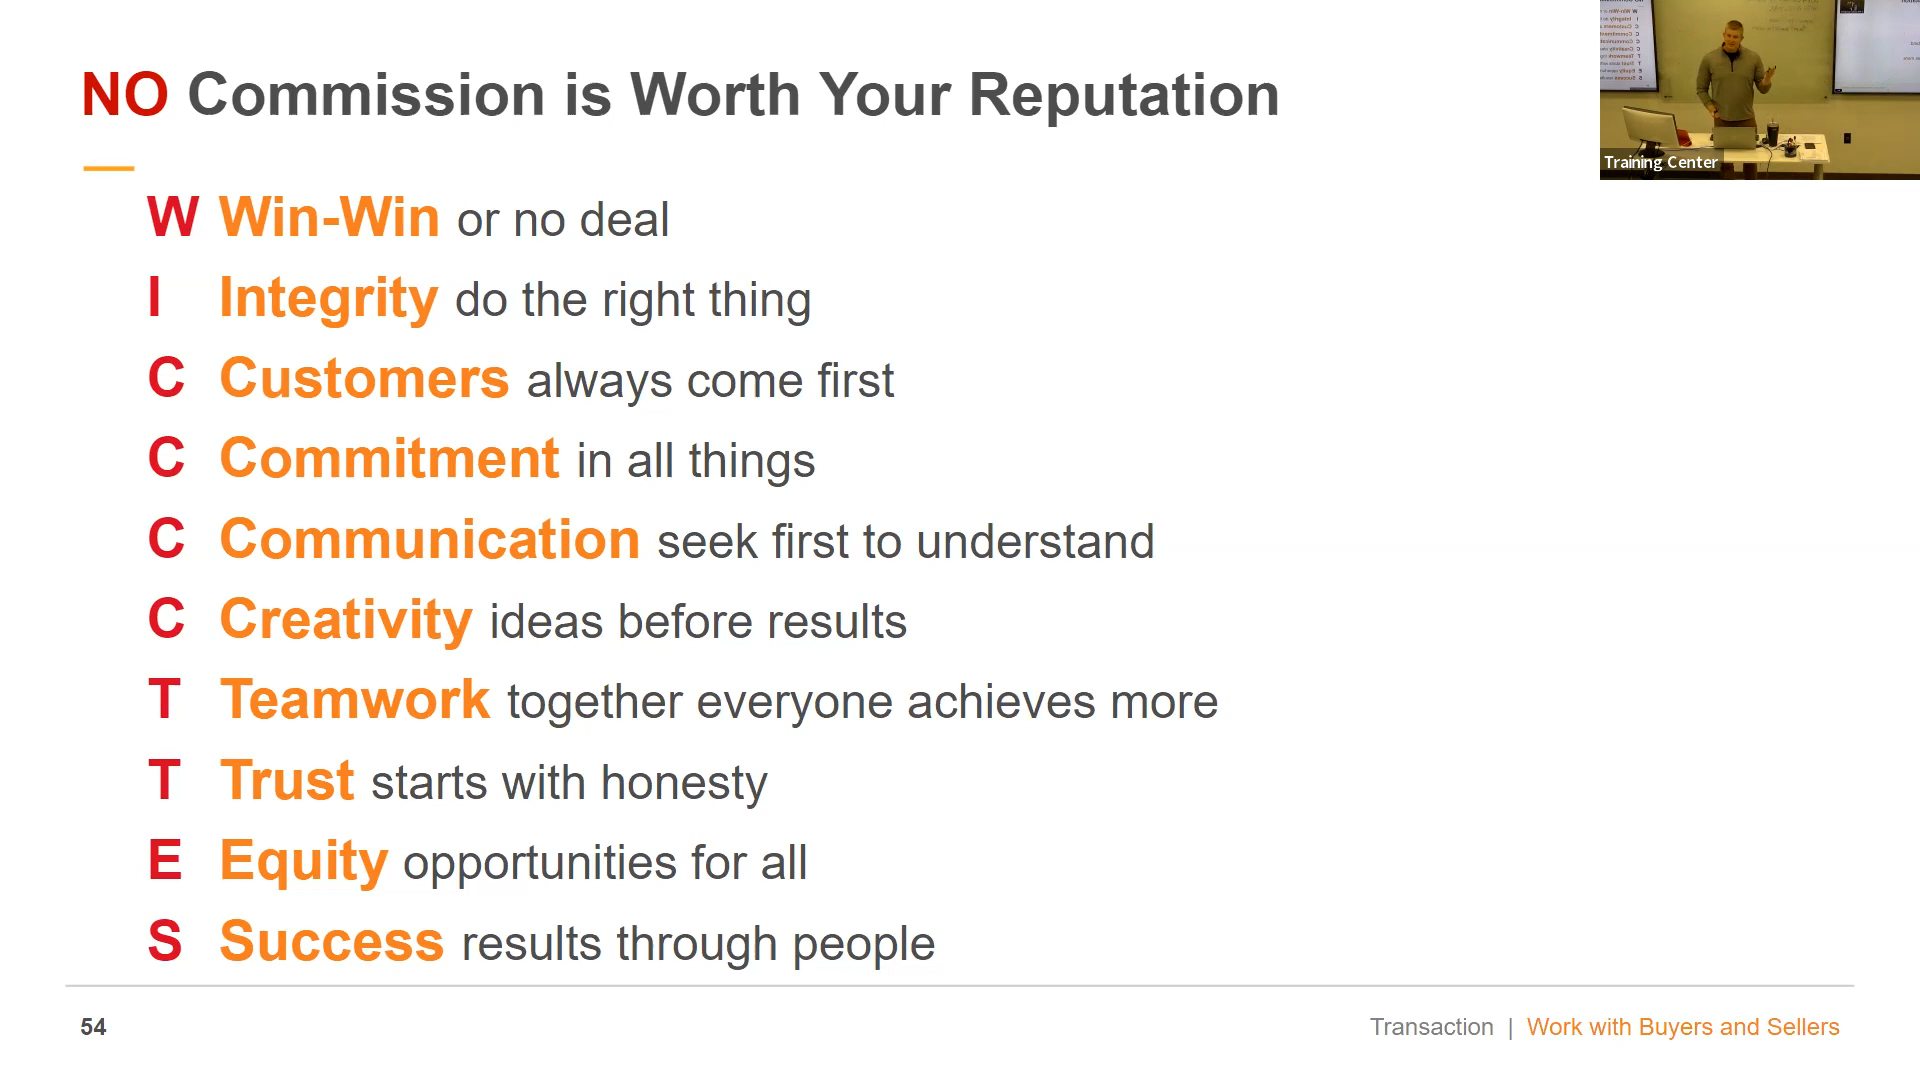 NO Commission is Worth Your Reputation
W Win-Win or no deal
I Integrity do the right thing
C Customers always come first
C Commitment in all things
C Communication seek first to understand
C Creativity ideas before results
T Teamwork together everyone achieves more
T Trust starts with honesty
E Equity opportunities for all
S Success results through people
54
Transaction | Work with Buyers and Sellers
Training Center